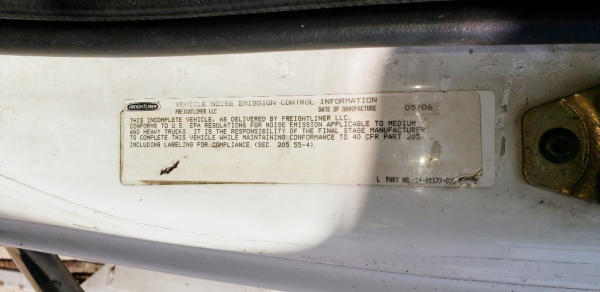 FREIGHTLINER VEHICLE NOISE EMISSION CONTROL INFORMATION
FREIGHTLINER LLC DATE OF MANUFACTURE 05/06
THIS INCOMPLETE VEHICLE, AS DELIVERED BY FREIGHTLINER LLC,
CONFORMS TO U.S. EPA REGULATIONS FOR NOISE EMISSION APPLICABLE TO MEDIUM
AND HEAVY TRUCKS. IT IS THE RESPONSIBILITY OF THE FINAL STAGE MANUFACTURER
TO COMPLETE THIS VEHICLE WHILE MAINTAINING CONFORMANCE TO 40 CFR PART 205,
INCLUDING LABELING FOR COMPLIANCE (SEC. 205.55-4).
L PART NO.